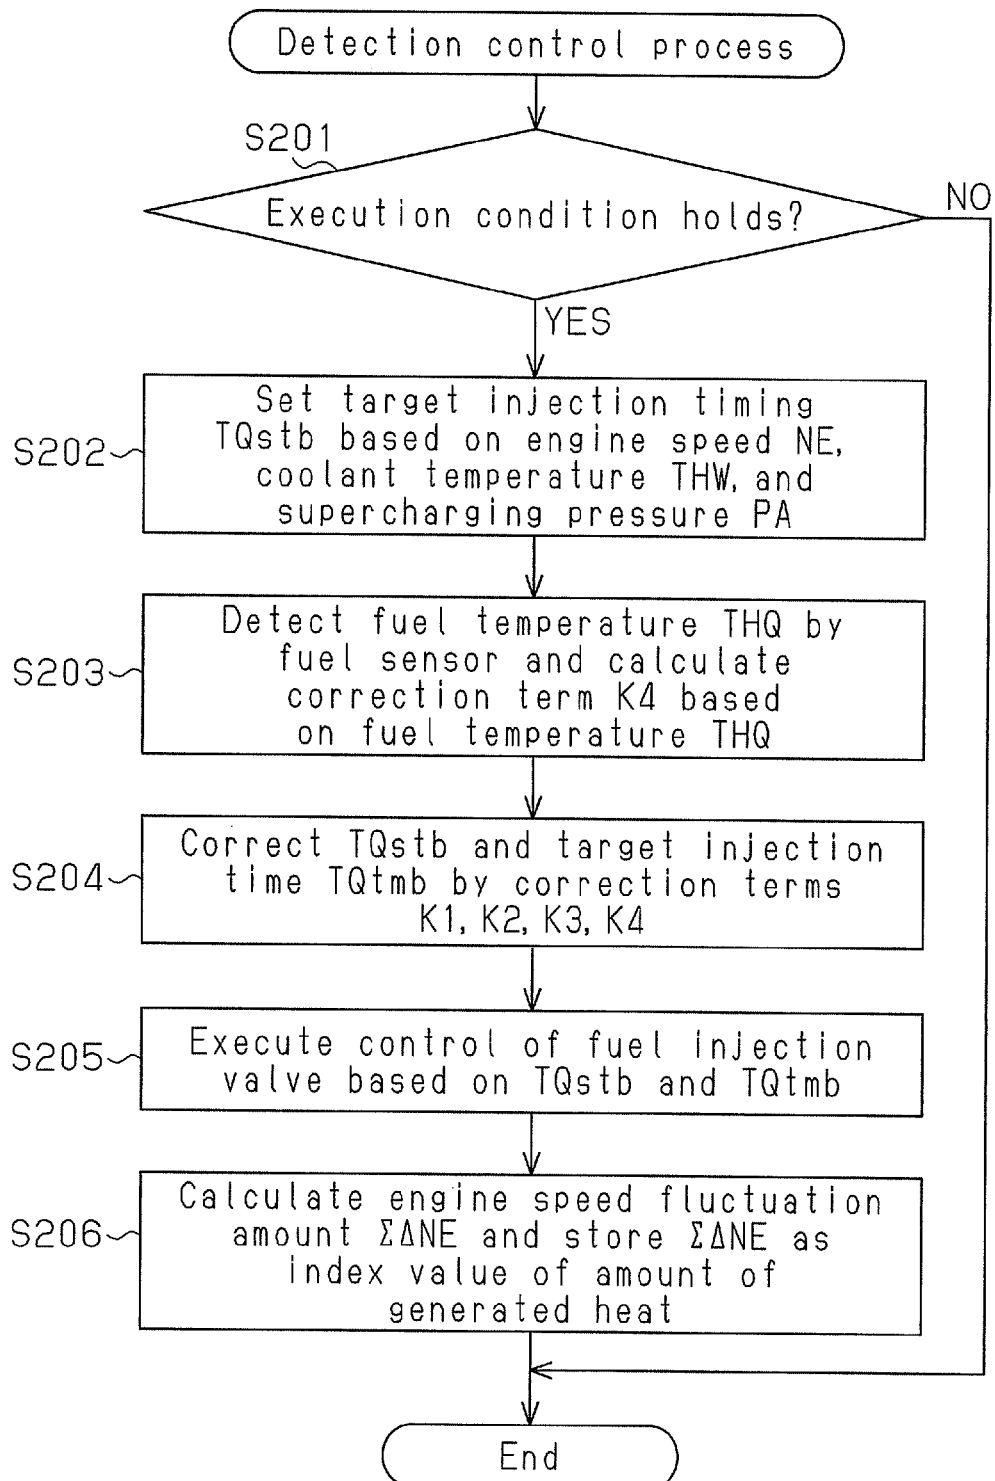 Detection control process
S201
Execution condition holds?
NO
YES
S202
Set target injection timing
TQstb based on engine speed NE,
coolant temperature THW, and
supercharging pressure PA
S203
Detect fuel temperature THQ by
fuel sensor and calculate
correction term K4 based
on fuel temperature THQ
S204
Correct TQstb and target injection
time TQtmb by correction terms
K1, K2, K3, K4
S205
Execute control of fuel injection
valve based on TQstb and TQtmb
S206
Calculate engine speed fluctuation
amount ΣΔNE and store ΣΔNE as
index value of amount of
generated heat
End